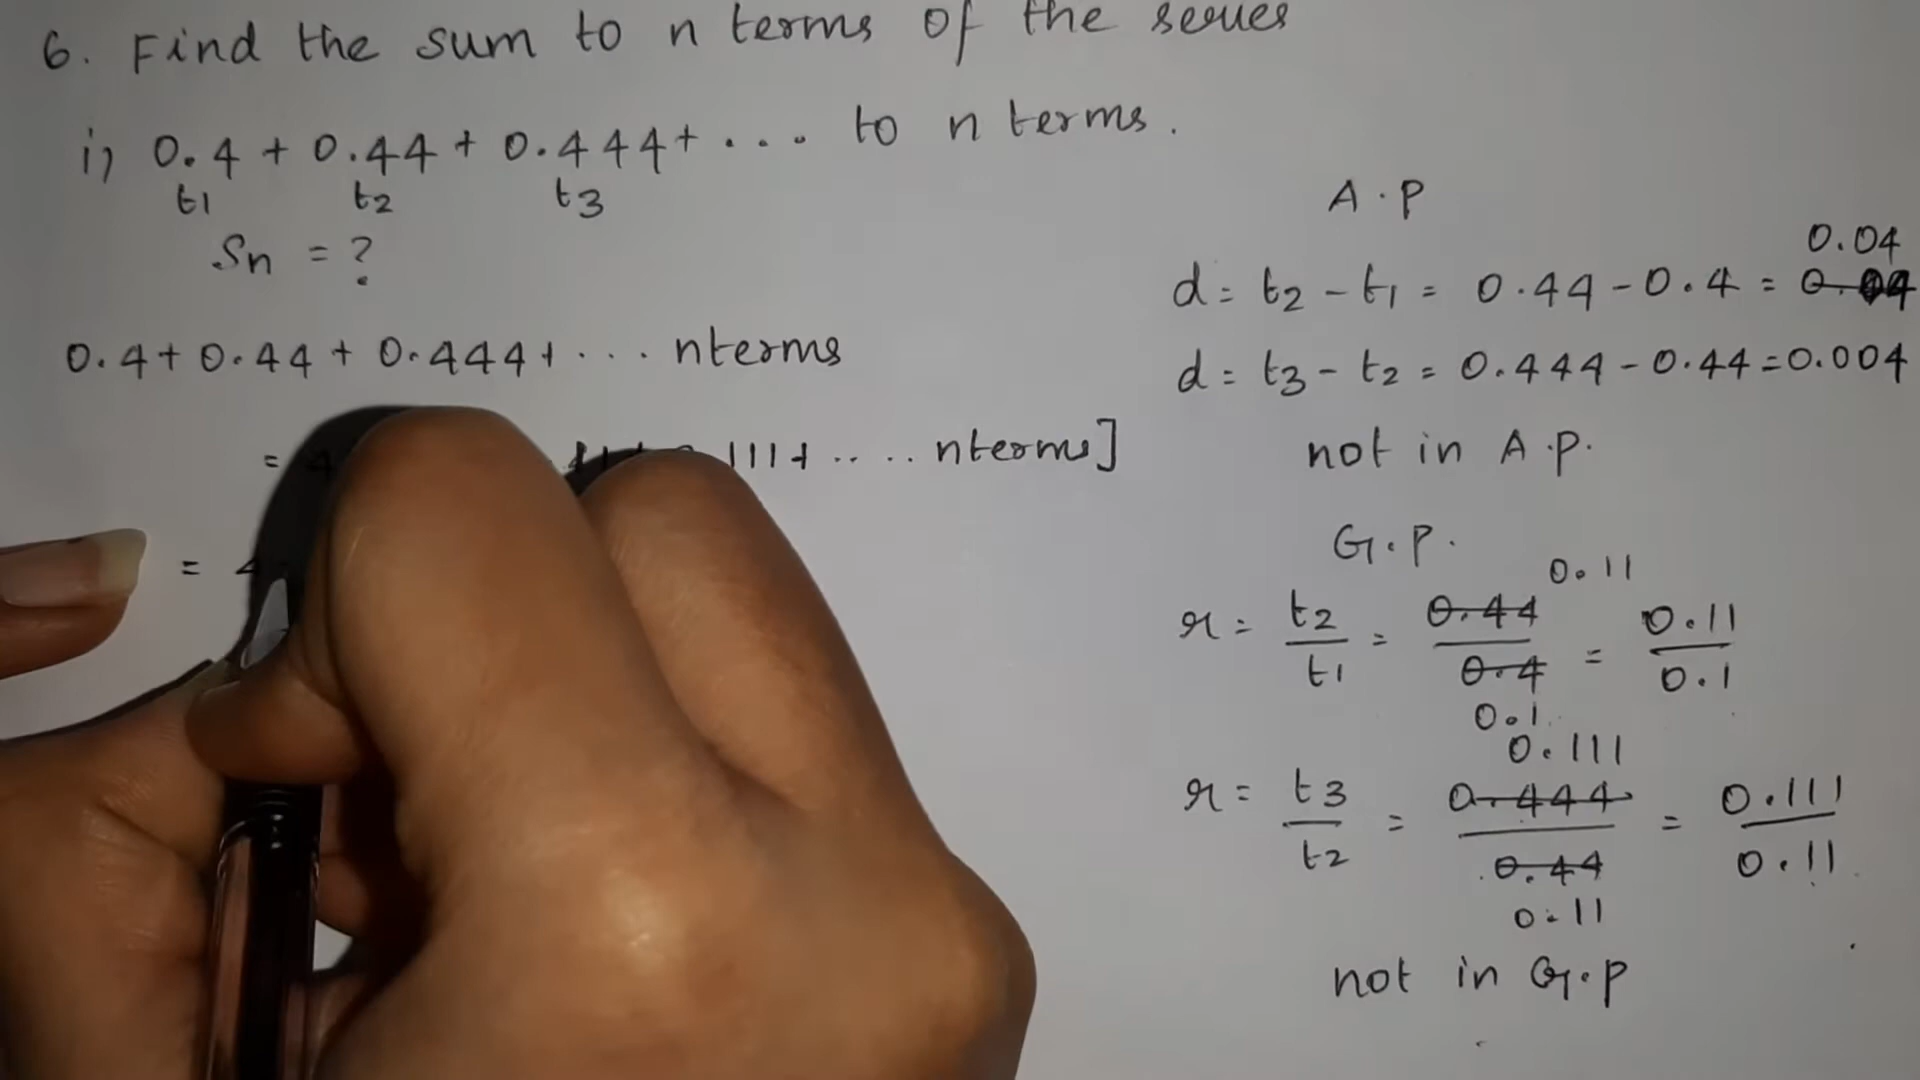 6. Find the sum to n terms of the series
i) 0.4 + 0.44 + 0.444 + . . . to n terms.
t1 t2 t3
Sn = ?
0.4 + 0.44 + 0.444 + . . . nterms
= 4 111 + .. .. nterms]
= 4
A.P
0.04
d = t2 - t1 = 0.44 - 0.4 =
d = t3 - t2 = 0.444 - 0.44 = 0.004
not in A.P.
G.P.
0.11
r = t2/t1 = 0.44/0.4 = 0.11/0.1
0.1
0.111
r = t3/t2 = 0.444/0.44 = 0.111/0.11
0.11
not in G.P